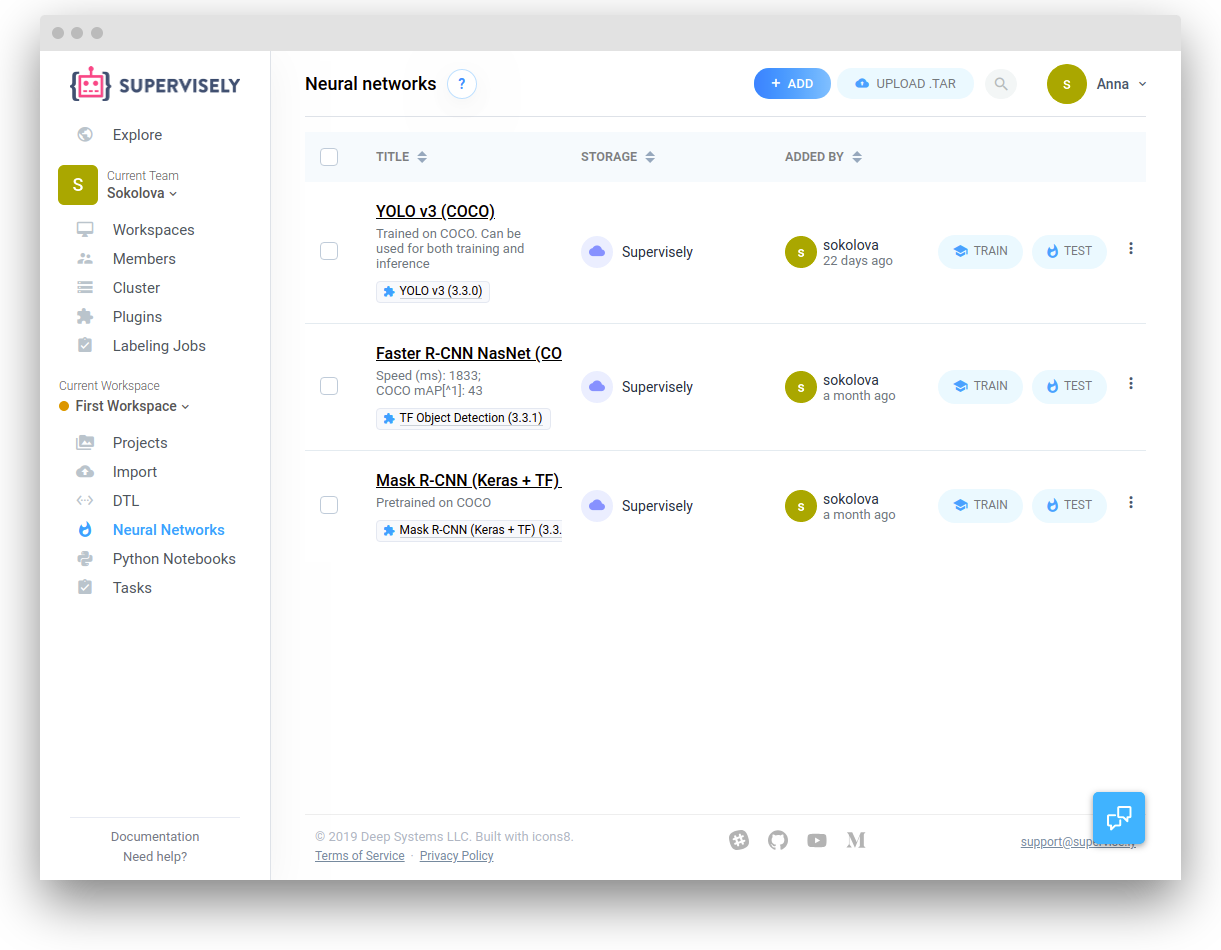 SUPERVISELY
Neural networks ?
+ ADD
UPLOAD .TAR
s
Anna
Explore
S
Current Team
Sokolova
Workspaces
Members
Cluster
Plugins
Labeling Jobs
Current Workspace
First Workspace
Projects
Import
DTL
Neural Networks
Python Notebooks
Tasks
Documentation
Need help?
TITLE STORAGE ADDED BY
YOLO v3 (COCO)
Trained on COCO. Can be
used for both training and
inference
YOLO v3 (3.3.0)
Supervisely
s
sokolova
22 days ago
TRAIN
TEST
Faster R-CNN NasNet (CO
Speed (ms): 1833;
COCO mAP[^1]: 43
TF Object Detection (3.3.1)
Supervisely
s
sokolova
a month ago
TRAIN
TEST
Mask R-CNN (Keras + TF)
Pretrained on COCO
Mask R-CNN (Keras + TF) (3.3.
Supervisely
s
sokolova
a month ago
TRAIN
TEST
© 2019 Deep Systems LLC. Built with icons8.
Terms of Service · Privacy Policy
M